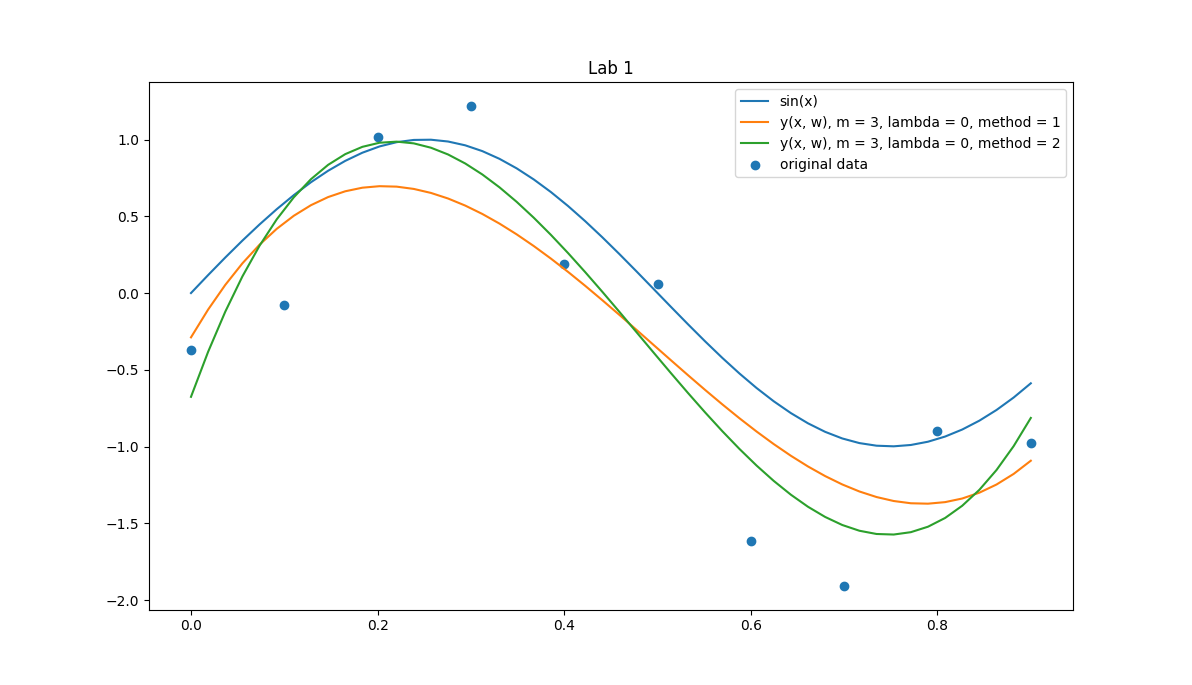 Lab 1
sin(x)
y(x, w), m = 3, lambda = 0, method = 1
y(x, w), m = 3, lambda = 0, method = 2
original data
1.0
0.5
0.0
−0.5
−1.0
−1.5
−2.0
0.0 0.2 0.4 0.6 0.8